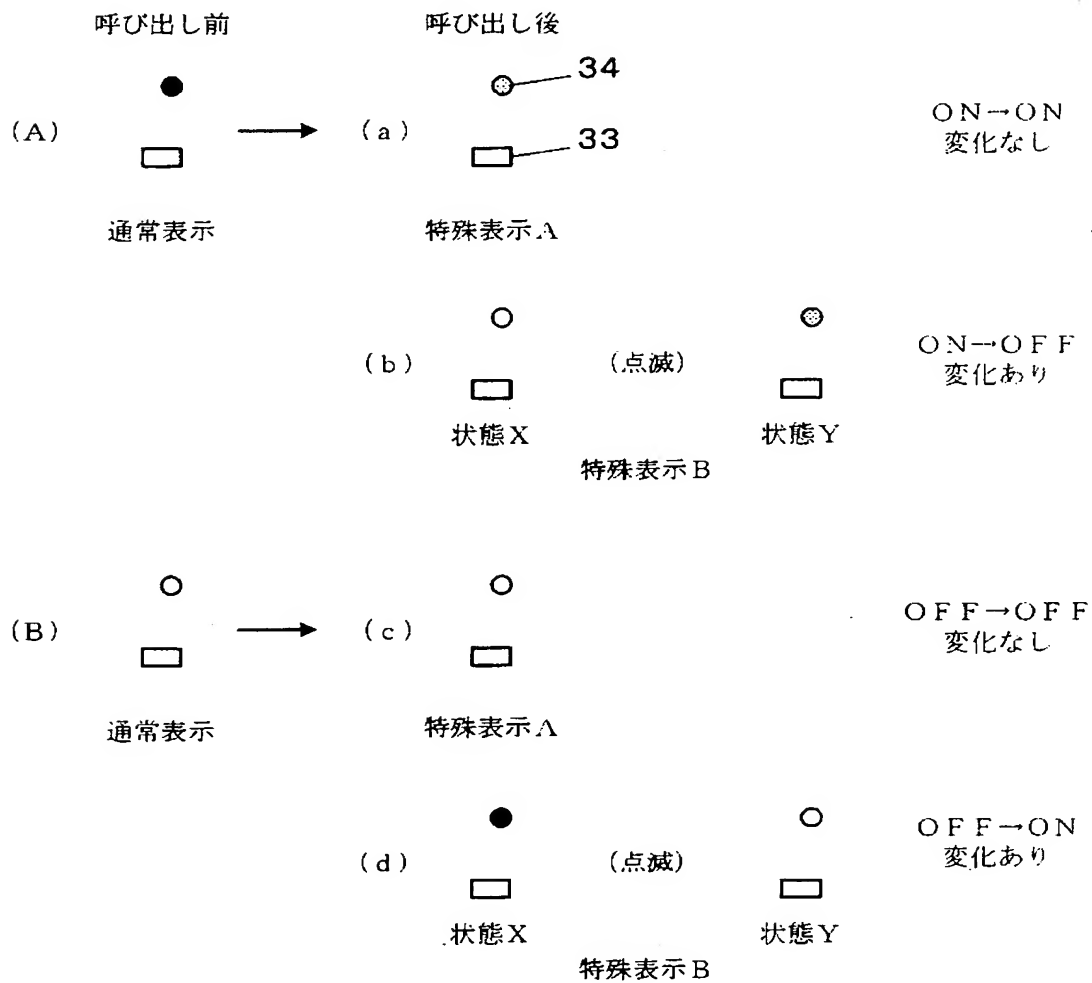 呼び出し前 呼び出し後
34
(A) (a) ON→ON
33 変化なし
通常表示 特殊表示A
(b) (点滅) ON→OFF
変化あり
状態X 状態Y
特殊表示B
(B) (c) OFF→OFF
変化なし
通常表示 特殊表示A
(d) (点滅) OFF→ON
変化あり
状態X 状態Y
特殊表示B